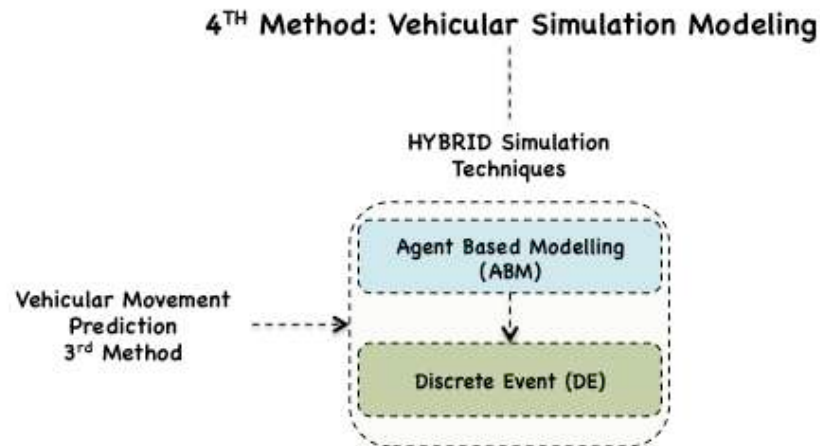 4TH Method: Vehicular Simulation Modeling
HYBRID Simulation
Techniques
Agent Based Modelling
(ABM)
Vehicular Movement
Prediction
3rd Method
Discrete Event (DE)